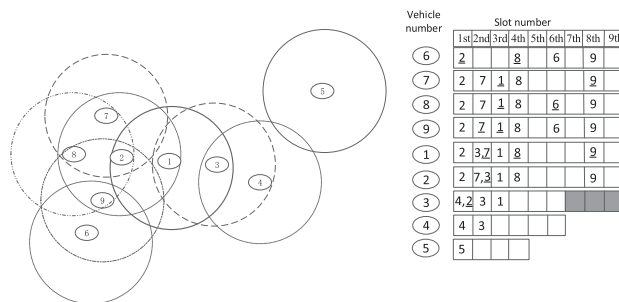 Vehicle number
Slot number
1st 2nd 3rd 4th 5th 6th 7th 8th 9th
6 2 8 6 9
7 2 7 1 8 9
8 2 7 1 8 6 9
9 2 7 1 8 6 9
1 2 3,7 1 8 9
2 2 7,3 1 8 9
3 4,2 3 1
4 4 3
5 5
5
7
8
2
1
3
4
9
6